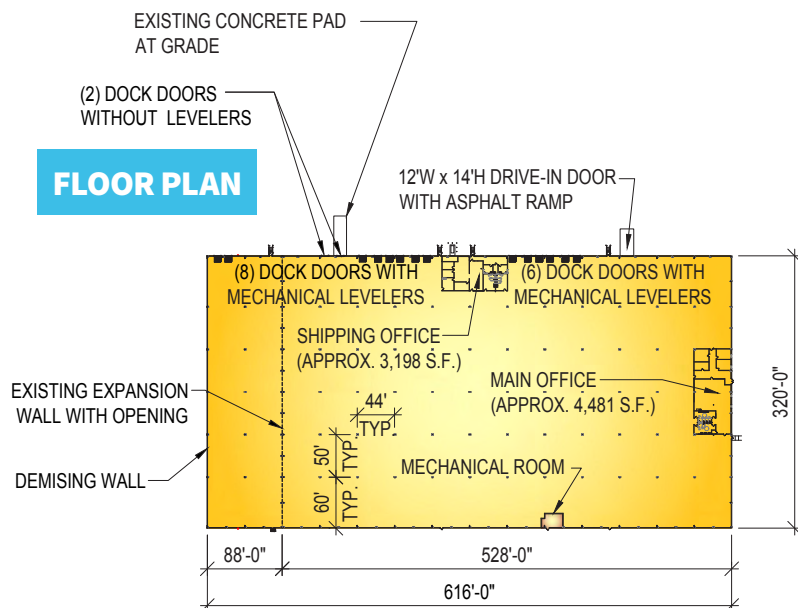 EXISTING CONCRETE PAD
AT GRADE
(2) DOCK DOORS
WITHOUT LEVELERS
FLOOR PLAN
12'W x 14'H DRIVE-IN DOOR
WITH ASPHALT RAMP
(8) DOCK DOORS WITH
MECHANICAL LEVELERS
(6) DOCK DOORS WITH
MECHANICAL LEVELERS
SHIPPING OFFICE
(APPROX. 3,198 S.F.)
MAIN OFFICE
(APPROX. 4,481 S.F.)
320'-0"
EXISTING EXPANSION
WALL WITH OPENING
44'
TYP
50'
TYP.
DEMISING WALL
MECHANICAL ROOM
60'
TYP.
88'-0"
528'-0"
616'-0"